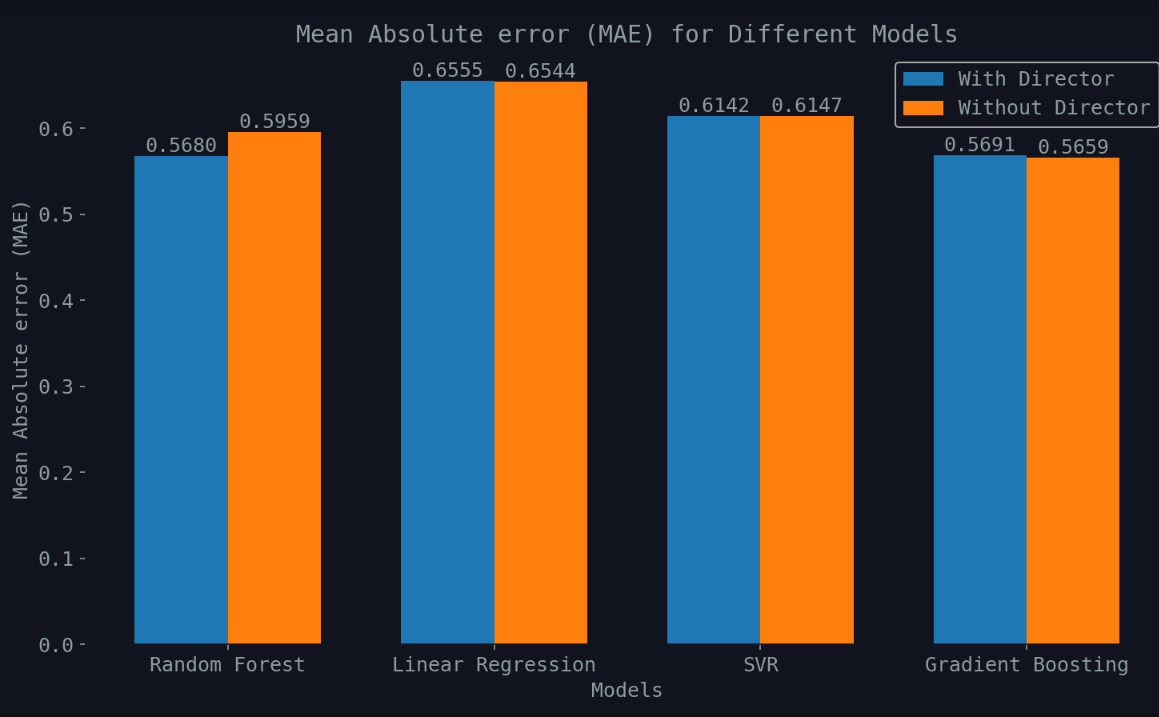 Mean Absolute error (MAE) for Different Models
With Director
Without Director
0.5680
0.5959
0.6555
0.6544
0.6142
0.6147
0.5691
0.5659
Mean Absolute error (MAE)
0.6
0.5
0.4
0.3
0.2
0.1
0.0
Random Forest
Linear Regression
SVR
Gradient Boosting
Models